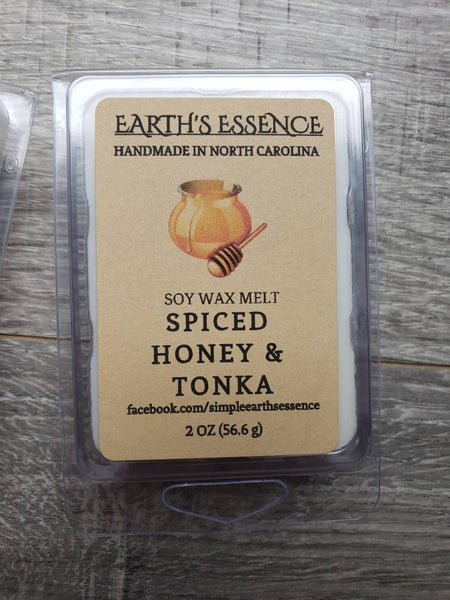 EARTH'S ESSENCE
HANDMADE IN NORTH CAROLINA
SOY WAX MELT
SPICED
HONEY &
TONKA
facebook.com/simpleearthsessence
2 OZ (56.6 g)